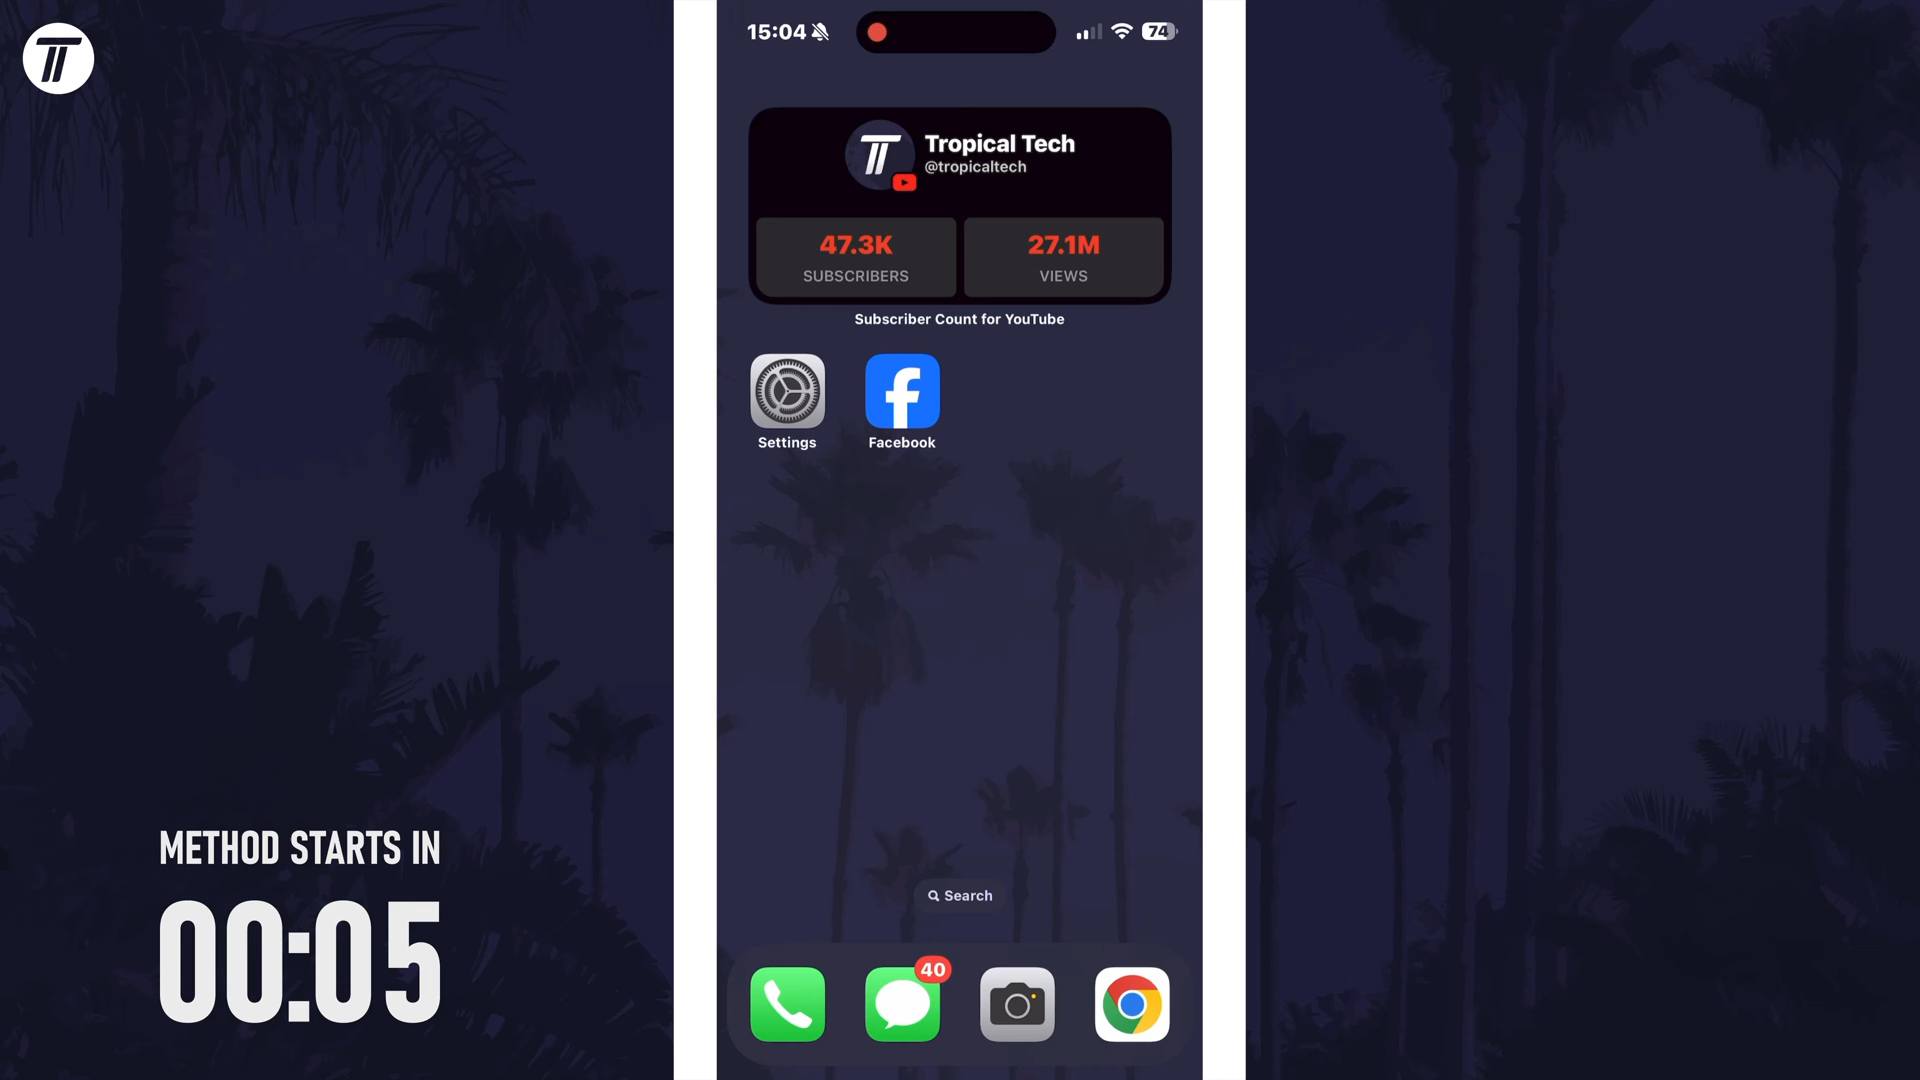 15:04
74
Tropical Tech
@tropicaltech
47.3K
SUBSCRIBERS
27.1M
VIEWS
Subscriber Count for YouTube
Settings
Facebook
METHOD STARTS IN
00:05
Search
40